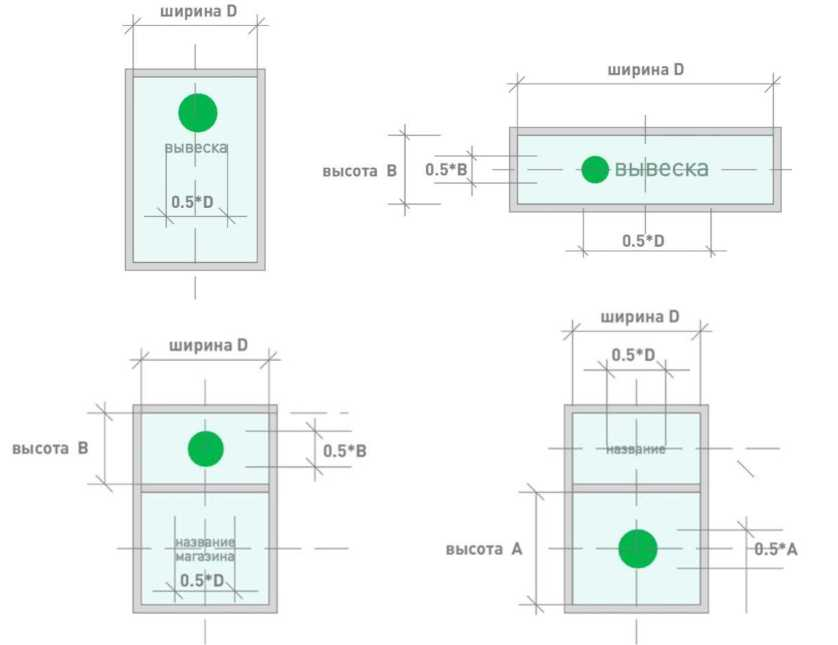 ширина D
вывеска
0.5*D
ширина D
высота B
0.5*B
вывеска
0.5*D
ширина D
высота B
0.5*B
название
магазина
0.5*D
ширина D
0.5*D
название
высота A
0.5*A